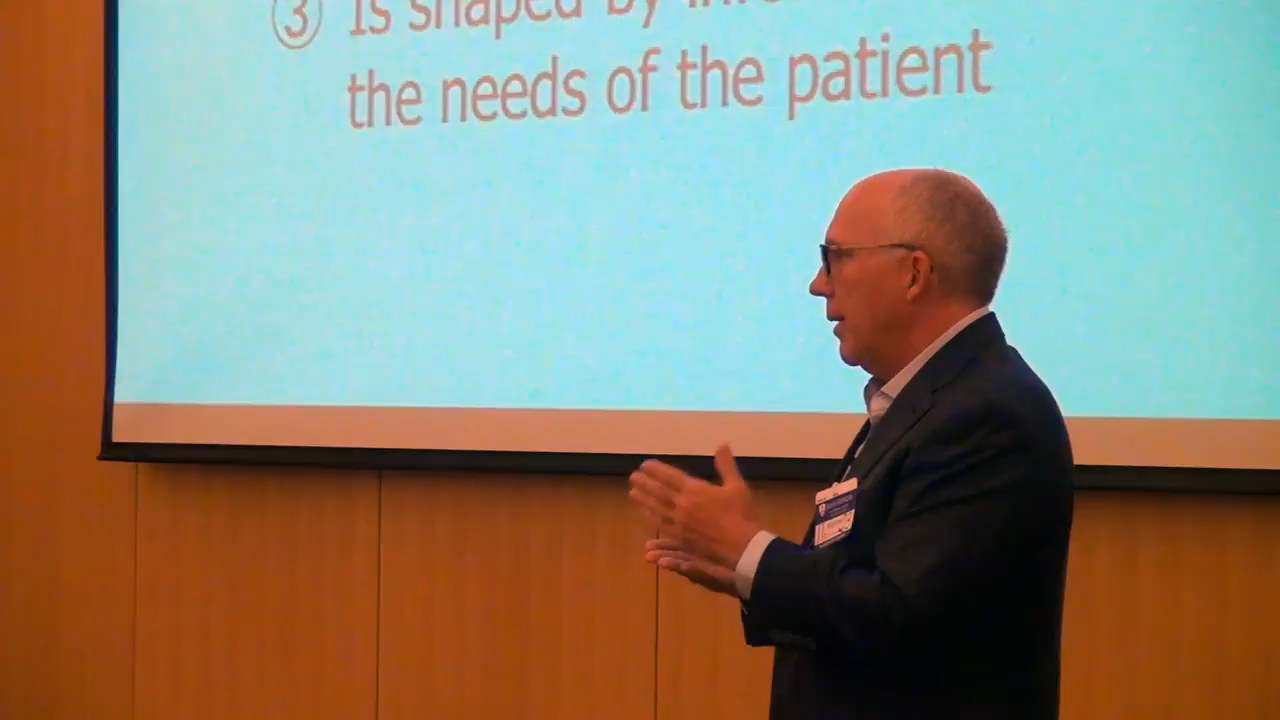 ③ Is shaped by
the needs of the patient